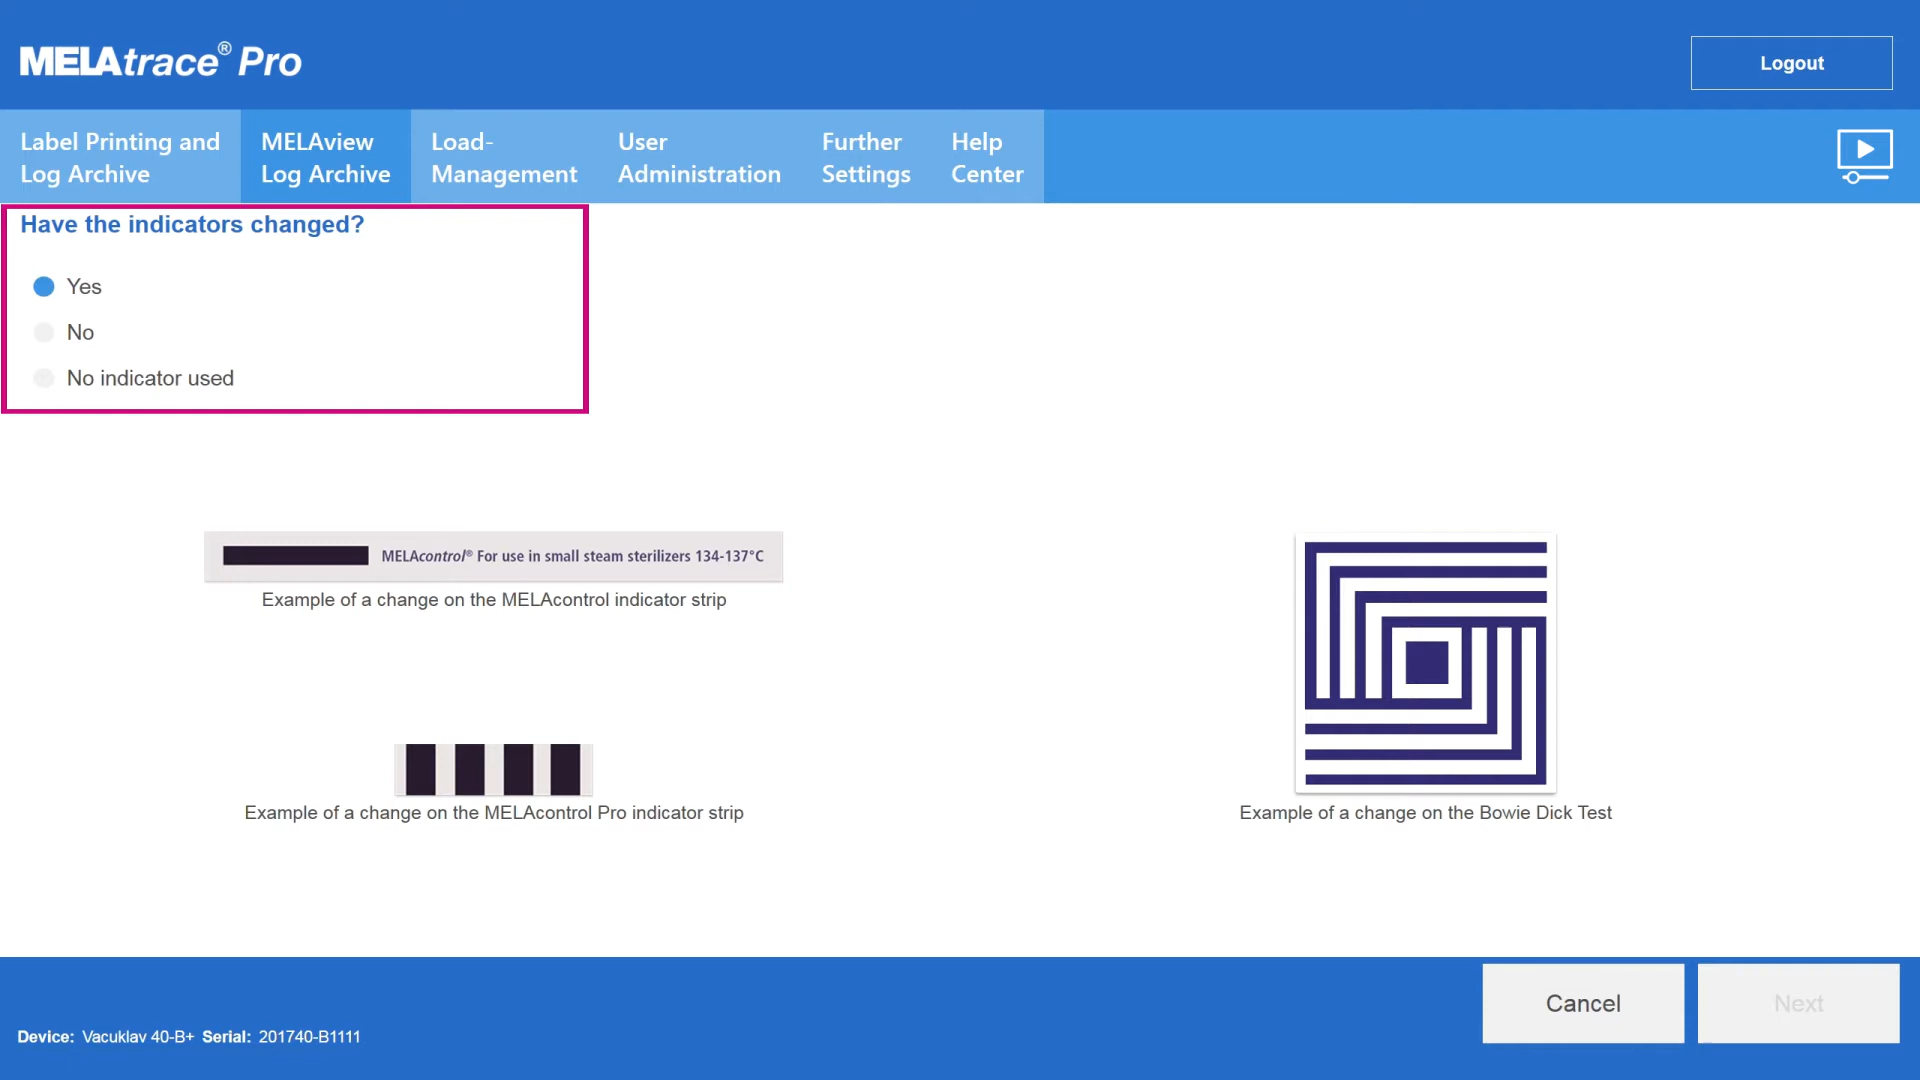 MELAtrace® Pro
Logout
Label Printing and
Log Archive
MELAview
Log Archive
Load-
Management
User
Administration
Further
Settings
Help
Center
Have the indicators changed?
Yes
No
No indicator used
MELAcontrol® For use in small steam sterilizers 134-137°C
Example of a change on the MELAcontrol indicator strip
Example of a change on the MELAcontrol Pro indicator strip
Example of a change on the Bowie Dick Test
Cancel
Next
Device: Vacuklav 40-B+ Serial: 201740-B1111